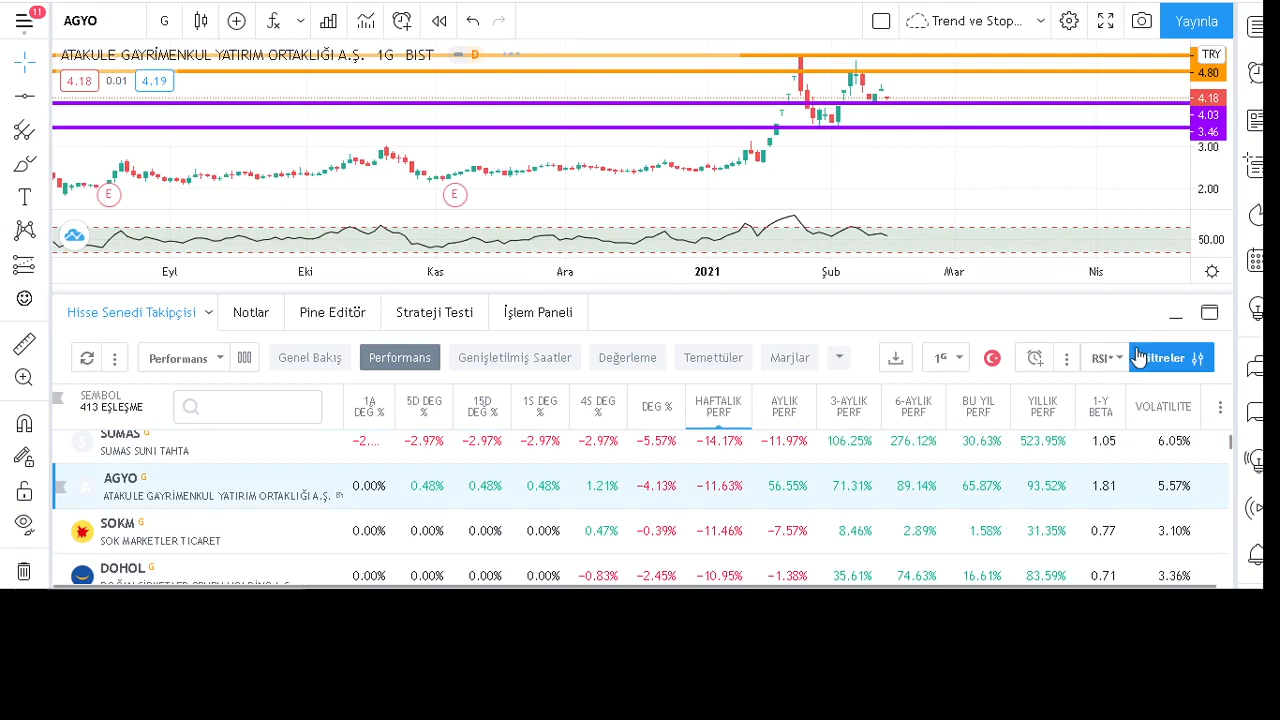 11
AGYO
G
Trend ve Stop...
Yayınla
ATAKULE GAYRİMENKUL YATIRIM ORTAKLIĞI A.Ş. 1G BIST
D
TRY
4.18 0.01 4.19
4.80
4.18
4.03
3.46
3.00
2.00
E E
50.00
Eyl Eki Kas Ara 2021 Şub Mar Nis
Hisse Senedi Takipçisi Notlar Pine Editör Strateji Testi İşlem Paneli
Performans Genel Bakış Performans Genişletilmiş Saatler Değerleme Temettüler Marjlar 1G RSI* iltreler
SEMBOL
413 EŞLEŞME
1A DEĞ % 5D DEĞ % 15D DEĞ % 1S DEĞ % 4S DEĞ % DEĞ % HAFTALIK PERF AYLIK PERF 3-AYLIK PERF 6-AYLIK PERF BU YIL PERF YILLIK PERF 1-Y BETA VOLATILITE
S SUMAS G −2.... −2.97% −2.97% −2.97% −2.97% −5.57% −14.17% −11.97% 106.25% 276.12% 30.63% 523.95% 1.05 6.05%
SUMAS SUNI TAHTA
A AGYO G 0.00% 0.48% 0.48% 0.48% 1.21% −4.13% −11.63% 56.55% 71.31% 89.14% 65.87% 93.52% 1.81 5.57%
ATAKULE GAYRİMENKUL YATIRIM ORTAKLIĞI A.Ş.
SOKM G 0.00% 0.00% 0.00% 0.00% 0.47% −0.39% −11.46% −7.57% 8.46% 2.89% 1.58% 31.35% 0.77 3.10%
SOK MARKETLER TICARET
DOHOL G 0.00% 0.00% 0.00% 0.00% −0.83% −2.45% −10.95% −1.38% 35.61% 74.63% 16.61% 83.59% 0.71 3.36%